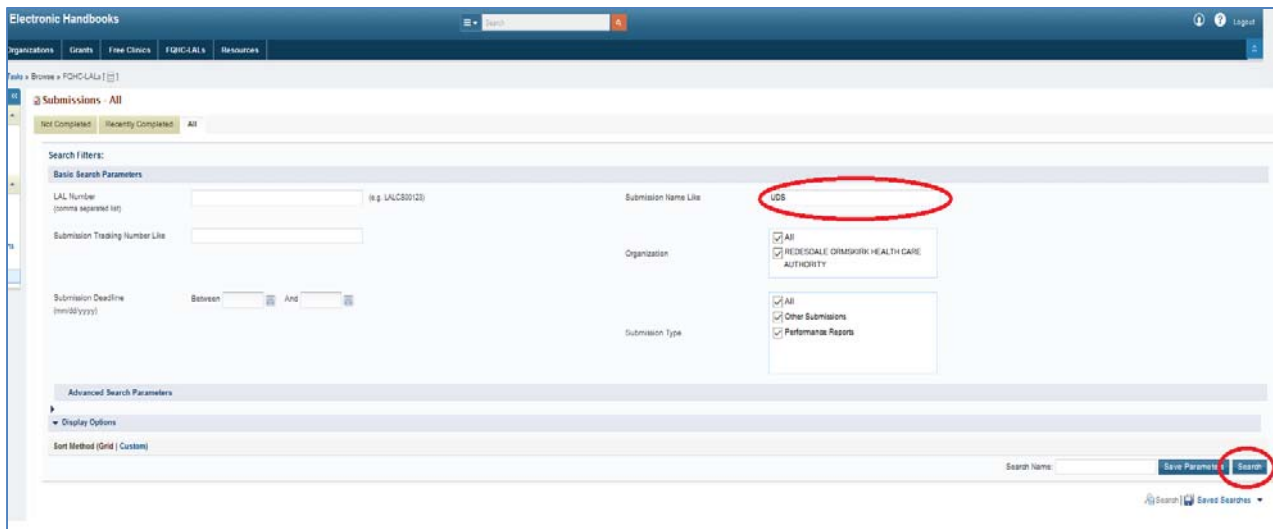 Electronic Handbooks
Search
Logout
Organizations Grants Free Clinics FQHC-LALs Resources
Tasks » Browse » FQHC-LALs [ ]
Submissions - All
Not Completed Recently Completed All
Search Filters:
Basic Search Parameters
LAL Number (e.g. LALCS00123) Submission Name Like UDS
(comma separated list)
Submission Tracking Number Like
All
Organization REDESDALE ORMSKIRK HEALTH CARE
AUTHORITY
Submission Deadline Between And All
(mm/dd/yyyy) Other Submissions
Submission Type Performance Reports
Advanced Search Parameters
Display Options
Sort Method (Grid | Custom)
Search Name: Save Parameters Search
Search | Saved Searches